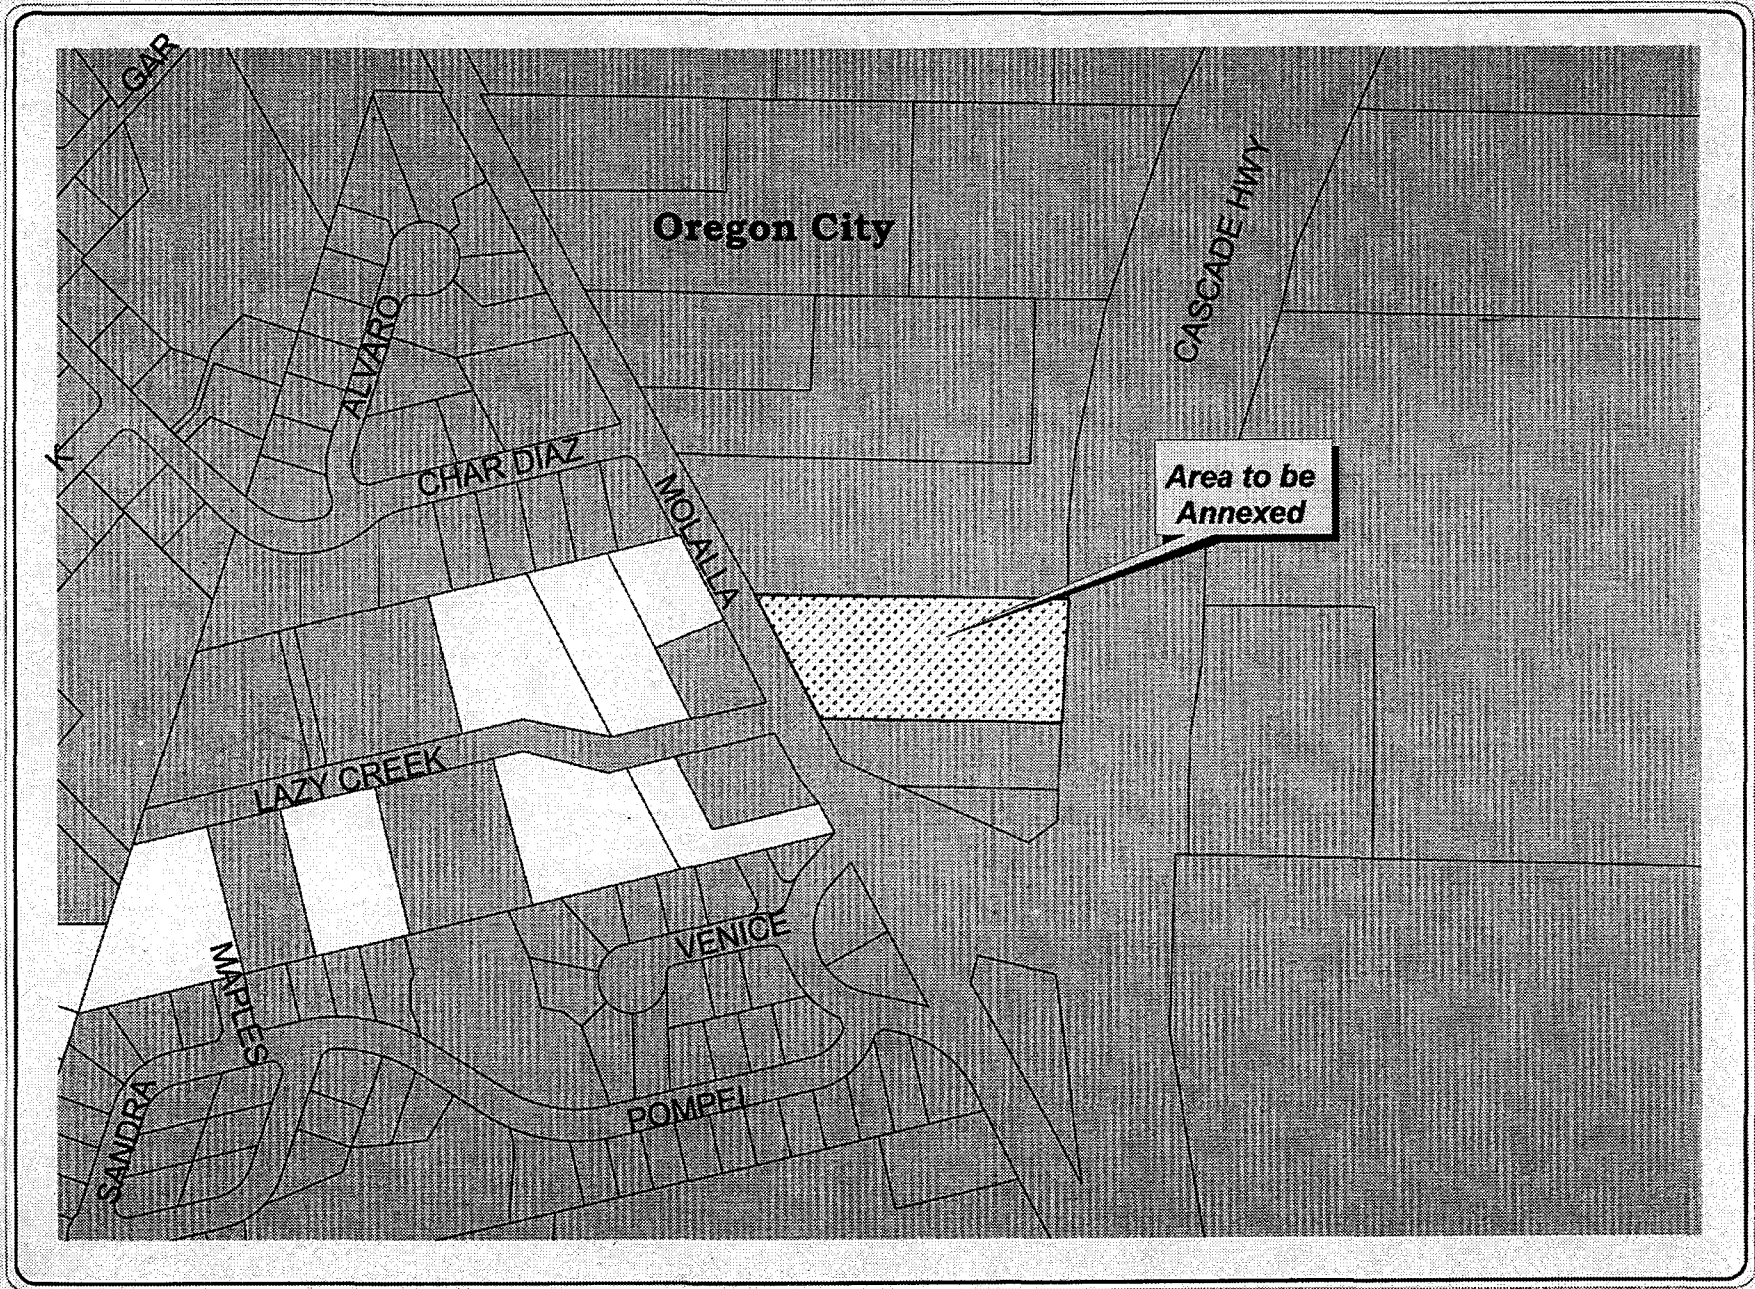 GAR
Oregon City
CASCADE HWY
ALVARO
K
CHAR DIAZ
MOLALLA
Area to be
Annexed
LAZY CREEK
MAPLES
VENICE
SANDRA
POMPEI